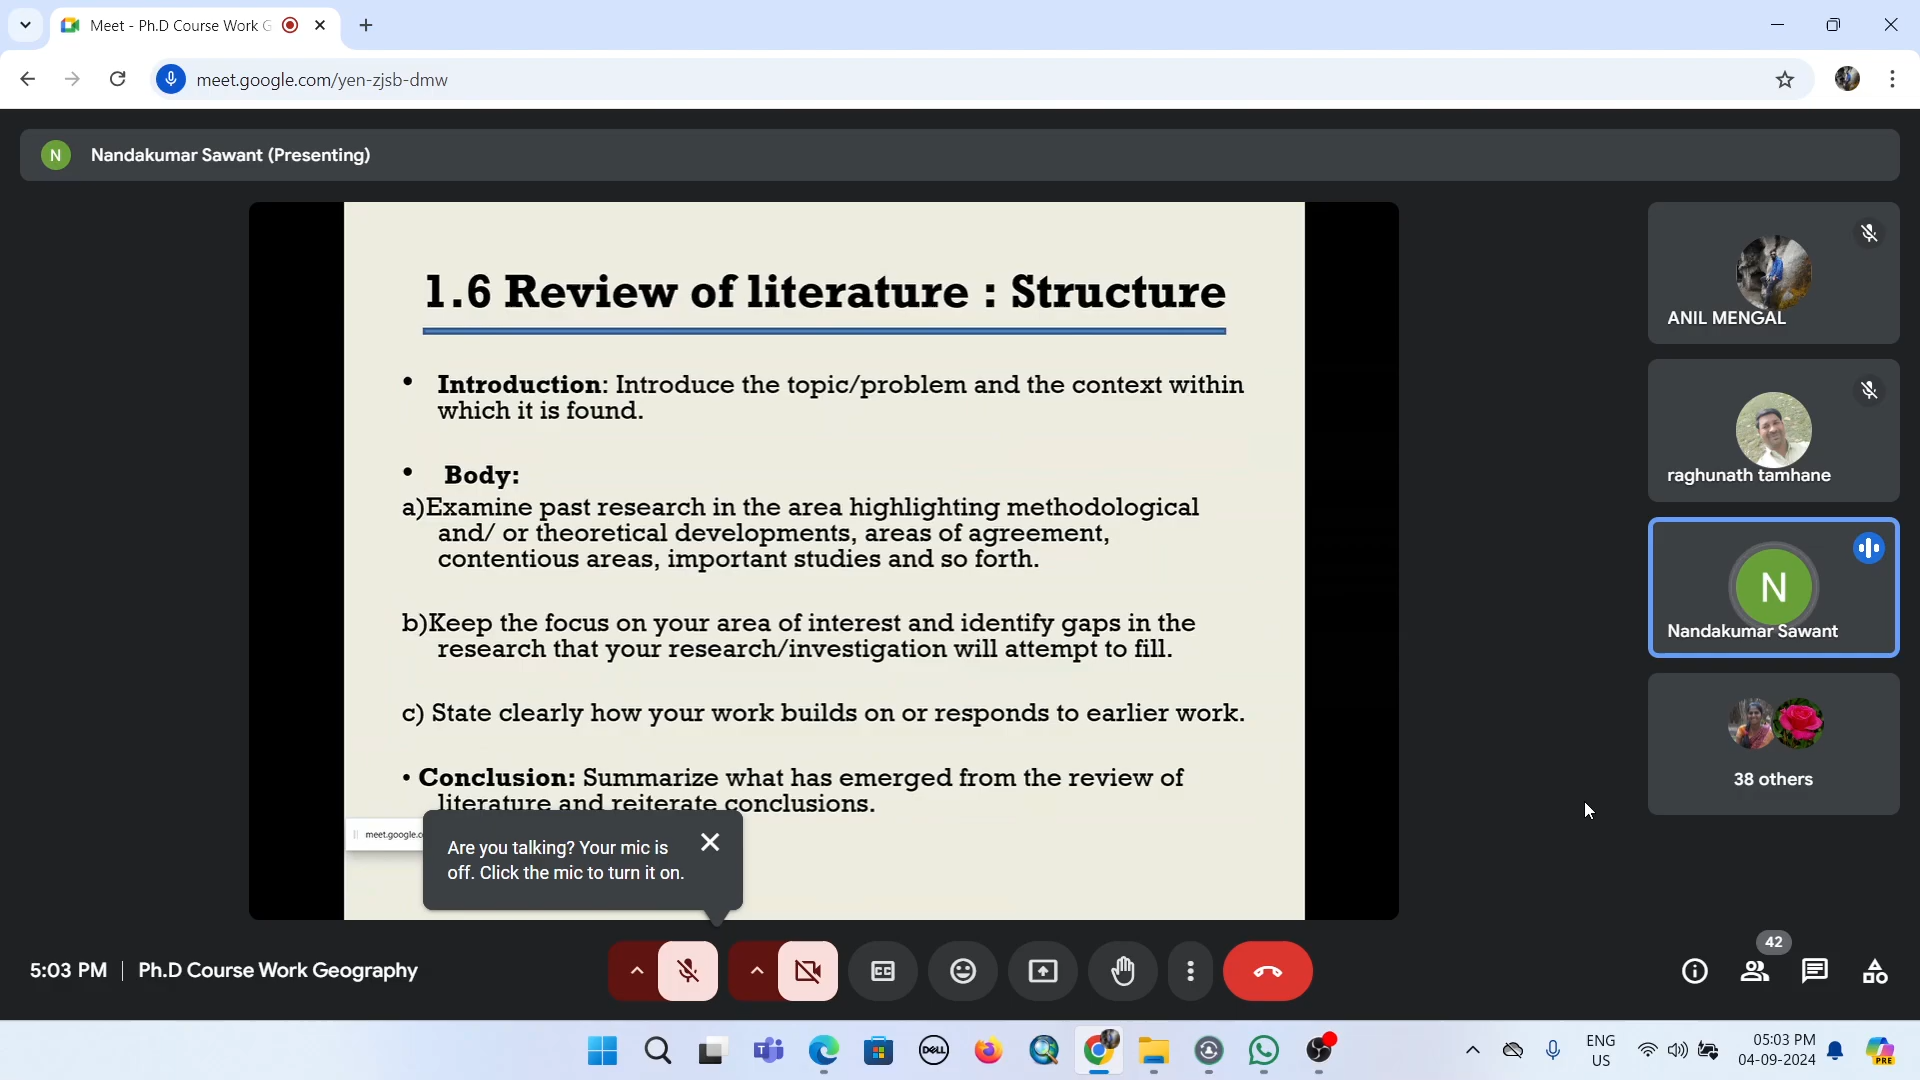 Meet - Ph.D Course Work G
meet.google.com/yen-zjsb-dmw
N
Nandakumar Sawant (Presenting)
1.6 Review of literature : Structure
• Introduction: Introduce the topic/problem and the context within
which it is found.
• Body:
a)Examine past research in the area highlighting methodological
and/ or theoretical developments, areas of agreement,
contentious areas, important studies and so forth.
b)Keep the focus on your area of interest and identify gaps in the
research that your research/investigation will attempt to fill.
c) State clearly how your work builds on or responds to earlier work.
• Conclusion: Summarize what has emerged from the review of
literature and reiterate conclusions.
meet.google.c
Are you talking? Your mic is
off. Click the mic to turn it on.
ANIL MENGAL
raghunath tamhane
N
Nandakumar Sawant
38 others
5:03 PM | Ph.D Course Work Geography
42
DELL
ENG
US
05:03 PM
04-09-2024
PRE